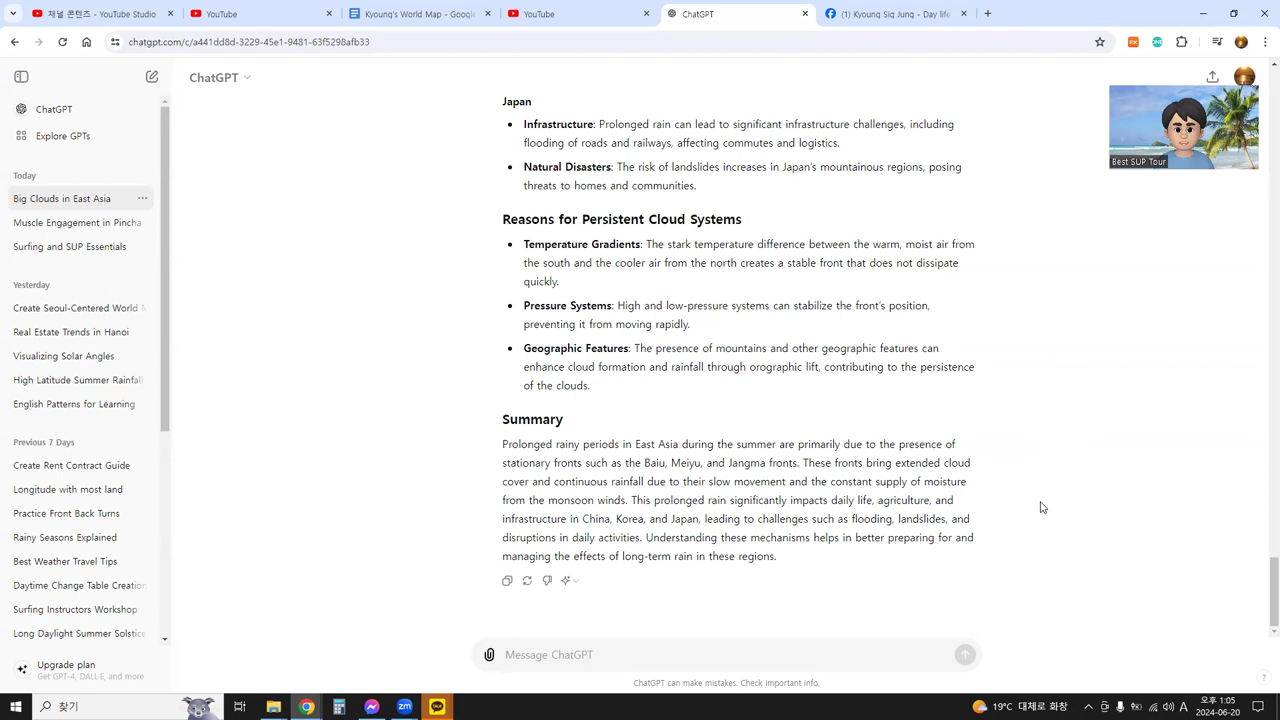 채널 콘텐츠 - YouTube Studio
YouTube
Kyoung's World Map - Google
YouTube
ChatGPT
(1) Kyoung Sig Jung - Day life
chatgpt.com/c/a441dd8d-3229-45e1-9481-63f5298afb33
ChatGPT
ChatGPT
Explore GPTs
Today
Big Clouds in East Asia
Muscle Engagement in Pincha
Surfing and SUP Essentials
Yesterday
Create Seoul-Centered World
Real Estate Trends in Hanoi
Visualizing Solar Angles
High Latitude Summer Rainfall
English Patterns for Learning
Previous 7 Days
Create Rent Contract Guide
Longitude with most land
Practice Front Back Turns
Rainy Seasons Explained
Best Weather Travel Tips
Daytime Change Table Creation
Surfing Instructors Workshop
Long Daylight Summer Solstice
Upgrade plan
Get GPT-4, DALL·E, and more
Japan
Infrastructure: Prolonged rain can lead to significant infrastructure challenges, including
flooding of roads and railways, affecting commutes and logistics.
Natural Disasters: The risk of landslides increases in Japan's mountainous regions, posing
threats to homes and communities.
Reasons for Persistent Cloud Systems
Temperature Gradients: The stark temperature difference between the warm, moist air from
the south and the cooler air from the north creates a stable front that does not dissipate
quickly.
Pressure Systems: High and low-pressure systems can stabilize the front's position,
preventing it from moving rapidly.
Geographic Features: The presence of mountains and other geographic features can
enhance cloud formation and rainfall through orographic lift, contributing to the persistence
of the clouds.
Summary
Prolonged rainy periods in East Asia during the summer are primarily due to the presence of
stationary fronts such as the Baiu, Meiyu, and Jangma fronts. These fronts bring extended cloud
cover and continuous rainfall due to their slow movement and the constant supply of moisture
from the monsoon winds. This prolonged rain significantly impacts daily life, agriculture, and
infrastructure in China, Korea, and Japan, leading to challenges such as flooding, landslides, and
disruptions in daily activities. Understanding these mechanisms helps in better preparing for and
managing the effects of long-term rain in these regions.
Message ChatGPT
ChatGPT can make mistakes. Check important info.
?
Best SUP Tour
찾기
19°C 대체로 화창
A
오후 1:05
2024-06-20